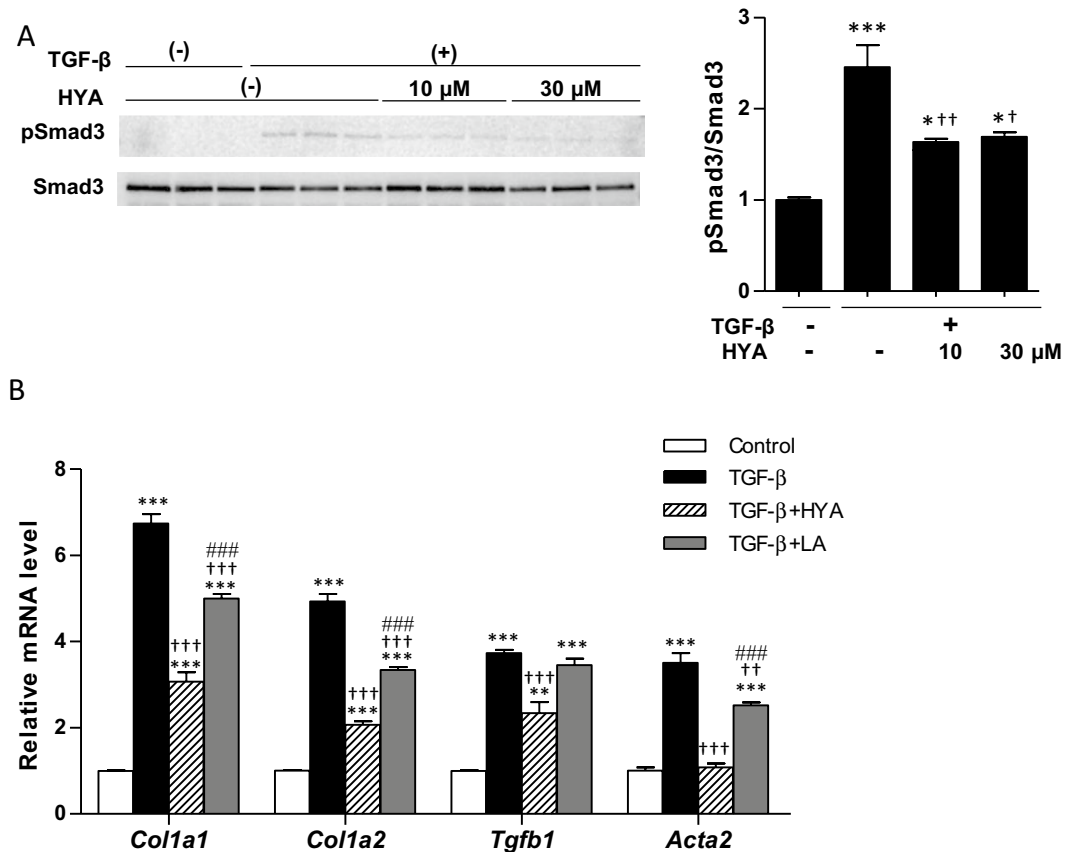 A
TGF-β (-) (+)
HYA (-) 10 µM 30 µM
pSmad3
Smad3
pSmad3/Smad3
3
2
1
0
***
*††
*†
TGF-β - +
HYA - - 10 30 µM
B
Control
TGF-β
TGF-β+HYA
TGF-β+LA
Relative mRNA level
8
6
4
2
0
***
†††
***
###
†††
***
***
†††
***
###
†††
***
***
†††
**
***
***
†††
###
††
***
Col1a1 Col1a2 Tgfb1 Acta2